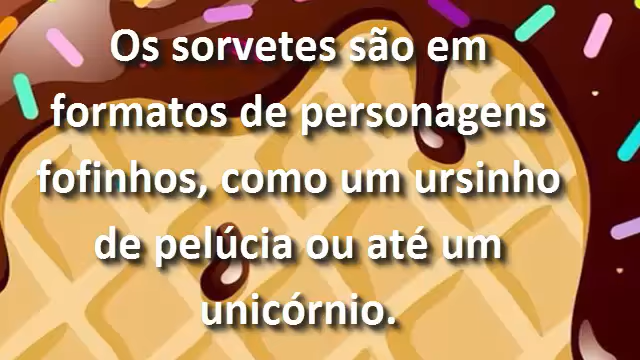 Os sorvetes são em
formatos de personagens
fofinhos, como um ursinho
de pelúcia ou até um
unicórnio.